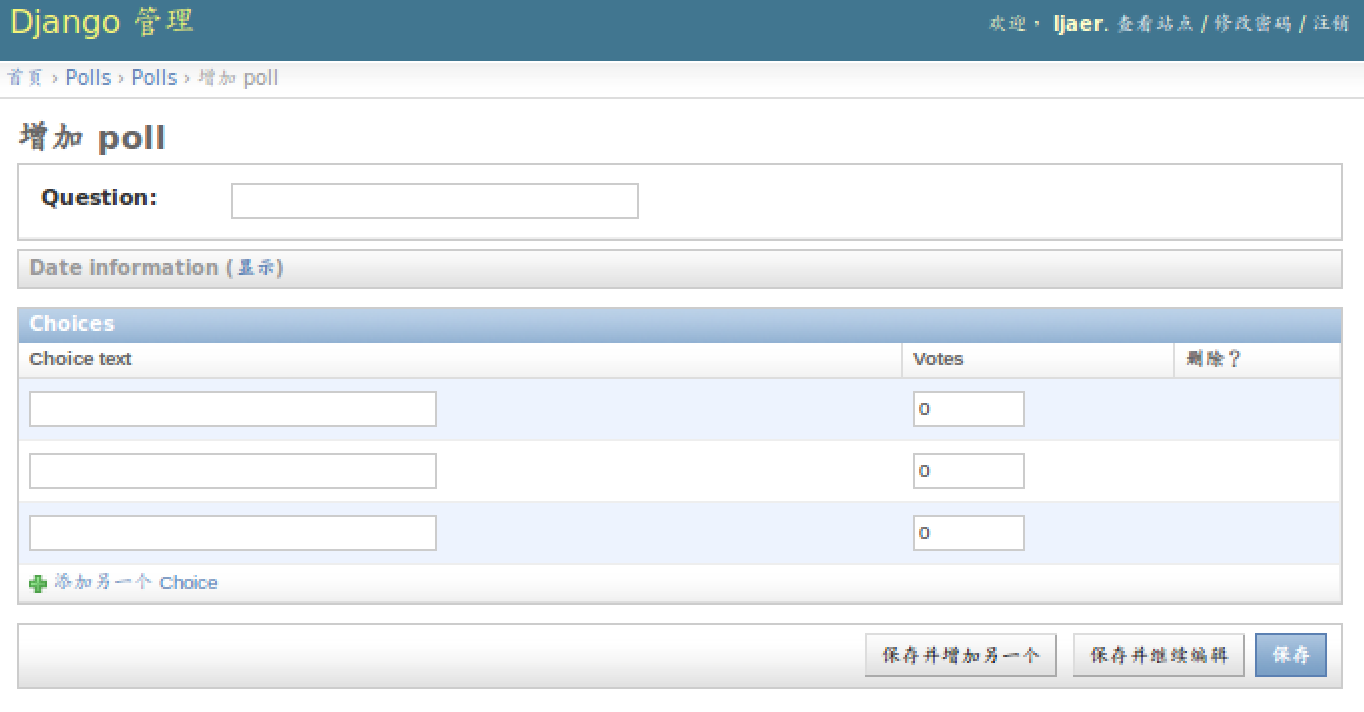 Django 管理
欢迎， ljaer. 查看站点 / 修改密码 / 注销
首页 › Polls › Polls › 增加 poll
增加 poll
Question:
Date information (显示)
Choices
Choice text Votes 删除？
0
0
0
添加另一个 Choice
保存并增加另一个 保存并继续编辑 保存